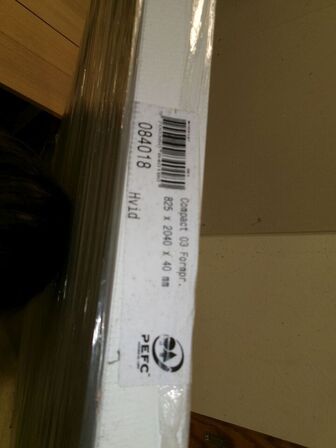 Compact 03 Formpr.
825 x 2040 x 40 mm
084018
Hvid
PEFC